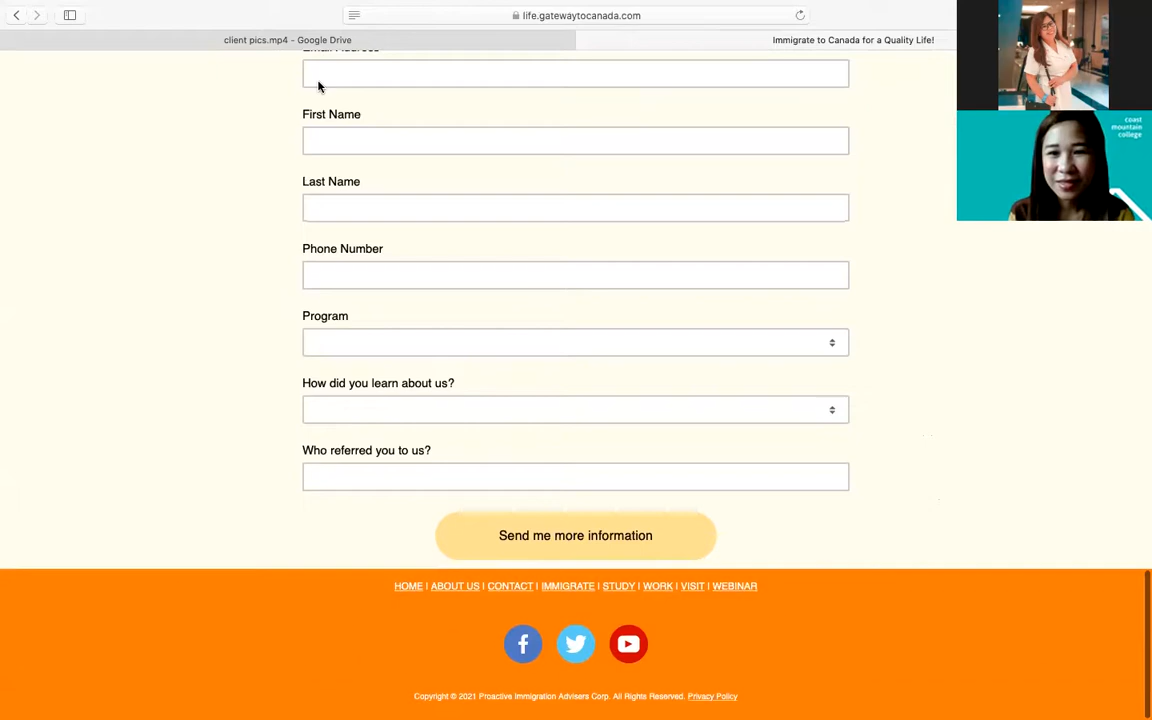 life.gatewaytocanada.com
client pics.mp4 - Google Drive
Immigrate to Canada for a Quality Life!
Email Address
First Name
Last Name
Phone Number
Program
How did you learn about us?
Who referred you to us?
Send me more information
HOME | ABOUT US | CONTACT | IMMIGRATE | STUDY | WORK | VISIT | WEBINAR
Copyright © 2021 Proactive Immigration Advisers Corp. All Rights Reserved. Privacy Policy
coast
mountain
college